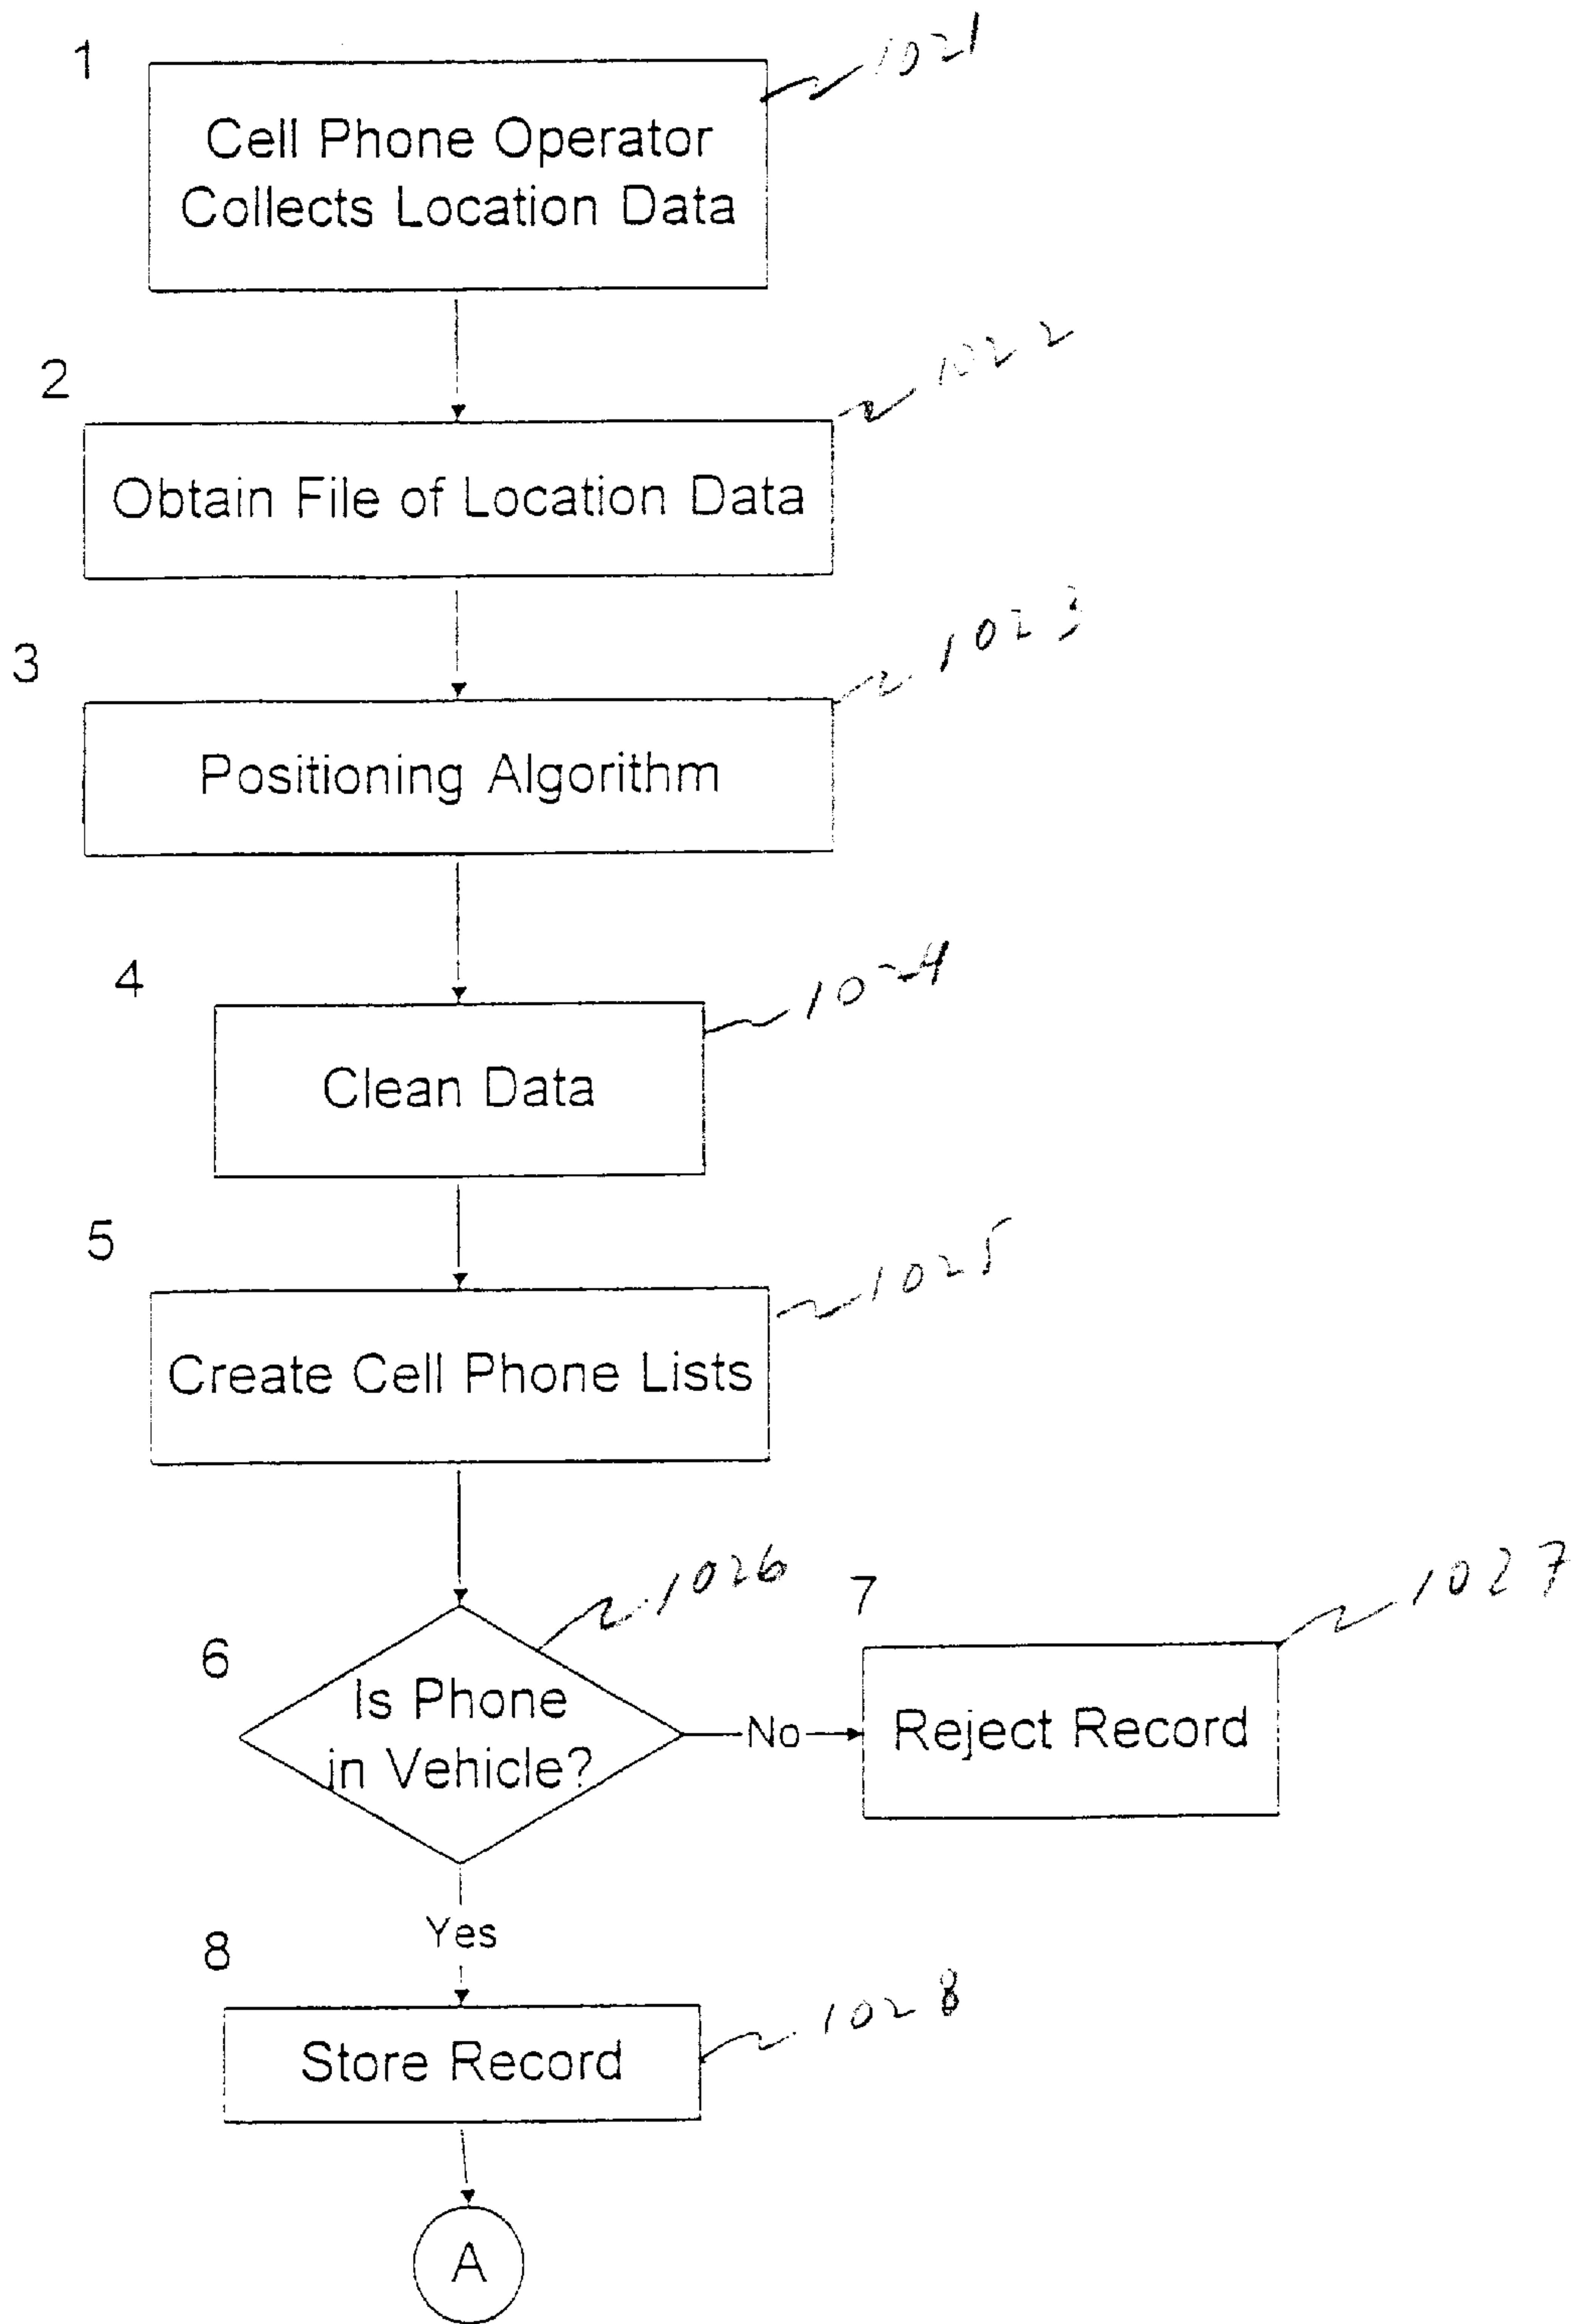 1
1021
Cell Phone Operator
Collects Location Data
2
1022
Obtain File of Location Data
3
1023
Positioning Algorithm
4
1024
Clean Data
5
1025
Create Cell Phone Lists
1026
6
Is Phone
in Vehicle?
No
7
1027
Reject Record
Yes
8
1028
Store Record
A